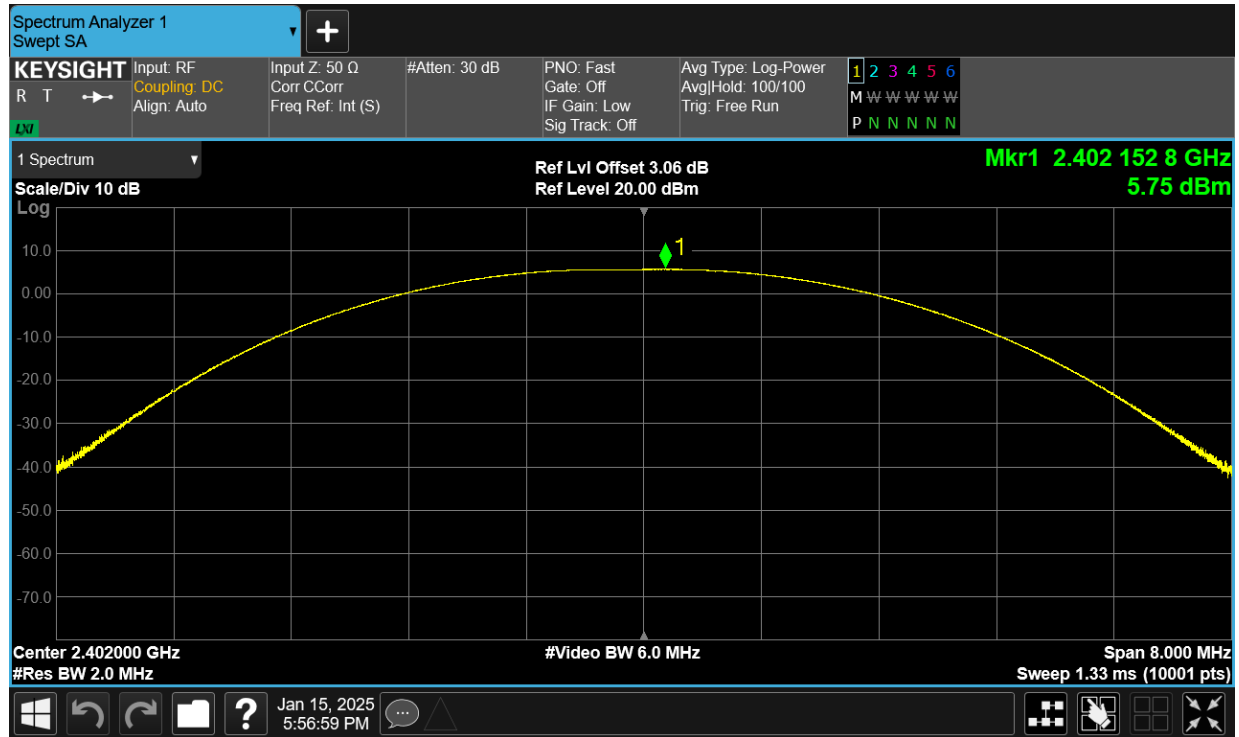 Spectrum Analyzer 1
Swept SA
+
KEYSIGHT
R T
LXI
Input: RF
Coupling: DC
Align: Auto
Input Z: 50 Ω
Corr CCorr
Freq Ref: Int (S)
#Atten: 30 dB
PNO: Fast
Gate: Off
IF Gain: Low
Sig Track: Off
Avg Type: Log-Power
Avg|Hold: 100/100
Trig: Free Run
1 2 3 4 5 6
M W W W W W
P N N N N N
1 Spectrum
Scale/Div 10 dB
Log
Ref Lvl Offset 3.06 dB
Ref Level 20.00 dBm
Mkr1 2.402 152 8 GHz
5.75 dBm
1
10.0
0.00
-10.0
-20.0
-30.0
-40.0
-50.0
-60.0
-70.0
Center 2.402000 GHz
#Res BW 2.0 MHz
#Video BW 6.0 MHz
Span 8.000 MHz
Sweep 1.33 ms (10001 pts)
?
Jan 15, 2025
5:56:59 PM